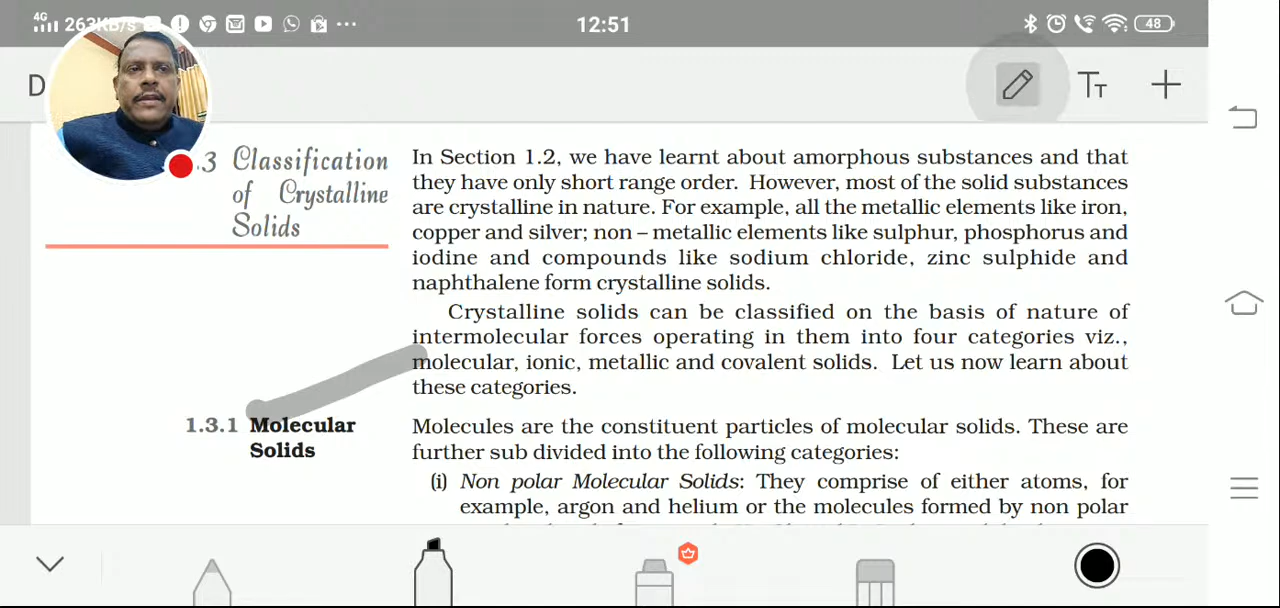 4G 263KB/s 12:51 48
D
.3 Classification
of Crystalline
Solids
In Section 1.2, we have learnt about amorphous substances and that
they have only short range order. However, most of the solid substances
are crystalline in nature. For example, all the metallic elements like iron,
copper and silver; non – metallic elements like sulphur, phosphorus and
iodine and compounds like sodium chloride, zinc sulphide and
naphthalene form crystalline solids.
Crystalline solids can be classified on the basis of nature of
intermolecular forces operating in them into four categories viz.,
molecular, ionic, metallic and covalent solids. Let us now learn about
these categories.
1.3.1 Molecular
Solids
Molecules are the constituent particles of molecular solids. These are
further sub divided into the following categories:
(i) Non polar Molecular Solids: They comprise of either atoms, for
example, argon and helium or the molecules formed by non polar